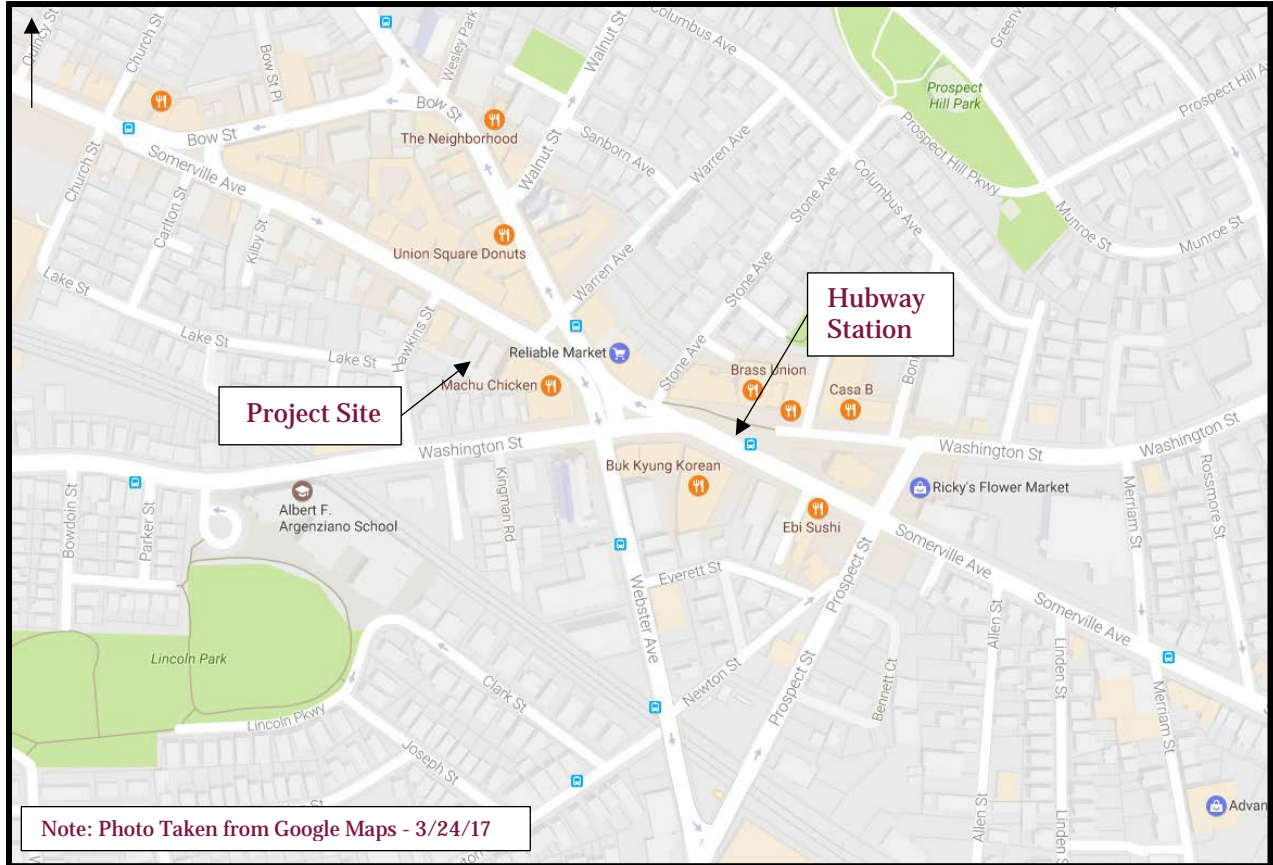 Quincy St
Church St
Bow St Pl
Wesley Park
Walnut St
Columbus Ave
Prospect
Hill Park
Prospect Hill
Bow St
Bow St
The Neighborhood
Sanborn Ave
Warren Ave
Prospect Hill Pkwy
Somerville Ave
Church St
Carlton St
Kilby St
Walnut St
Stone Ave
Columbus Ave
Munroe St
Munroe St
Union Square Donuts
Warren Ave
Stone Ave
Lake St
Lake St
Lake St
Hawkins St
Hubway
Station
Reliable Market
Machu Chicken
Stone Ave
Brass Union
Casa B
Project Site
Washington St
Washington St
Washington St
Buk Kyung Korean
Kingman Rd
Ricky's Flower Market
Merriam St
Rossmore St
Albert F.
Argenziano School
Ebi Sushi
Bowdoin St
Parker St
Somerville Ave
Everett St
Prospect St
Webster Ave
Somerville Ave
Allen St
Linden St
Lincoln Park
Clark St
Newton St
Bennett Ct
Prospect St
Merriam St
Lincoln Pkwy
Joseph St
Note: Photo Taken from Google Maps - 3/24/17
Allen St
Linden St
Advan